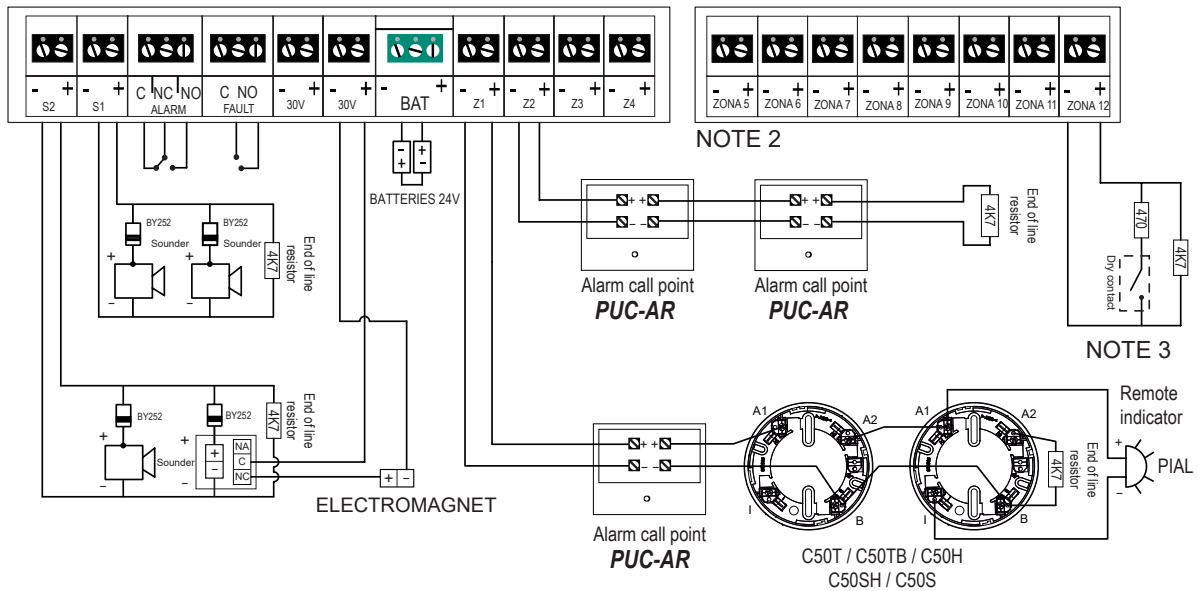 - + - + C NC NO C NO - + - + - + - + - + - + - +
S2 S1 ALARM FAULT 30V 30V BAT Z1 Z2 Z3 Z4
- + - + - + - + - + - + - + - +
ZONA 5 ZONA 6 ZONA 7 ZONA 8 ZONA 9 ZONA 10 ZONA 11 ZONA 12
NOTE 2
- + + -
BATTERIES 24V
BY252 BY252
Sounder Sounder
+ +
- -
4K7
End of line
resistor
+ + + +
- - - -
4K7
End of line
resistor
Alarm call point
PUC-AR
Alarm call point
PUC-AR
470
4K7
Dry contact
NOTE 3
BY252 BY252
+ +
Sounder
- -
+
-
NA
C
NC
4K7
End of line
resistor
+ -
ELECTROMAGNET
+ +
- -
Alarm call point
PUC-AR
A1 A2 A1 A2
I B I B
4K7
End of line
resistor
Remote
indicator
+
PIAL
-
C50T / C50TB / C50H
C50SH / C50S